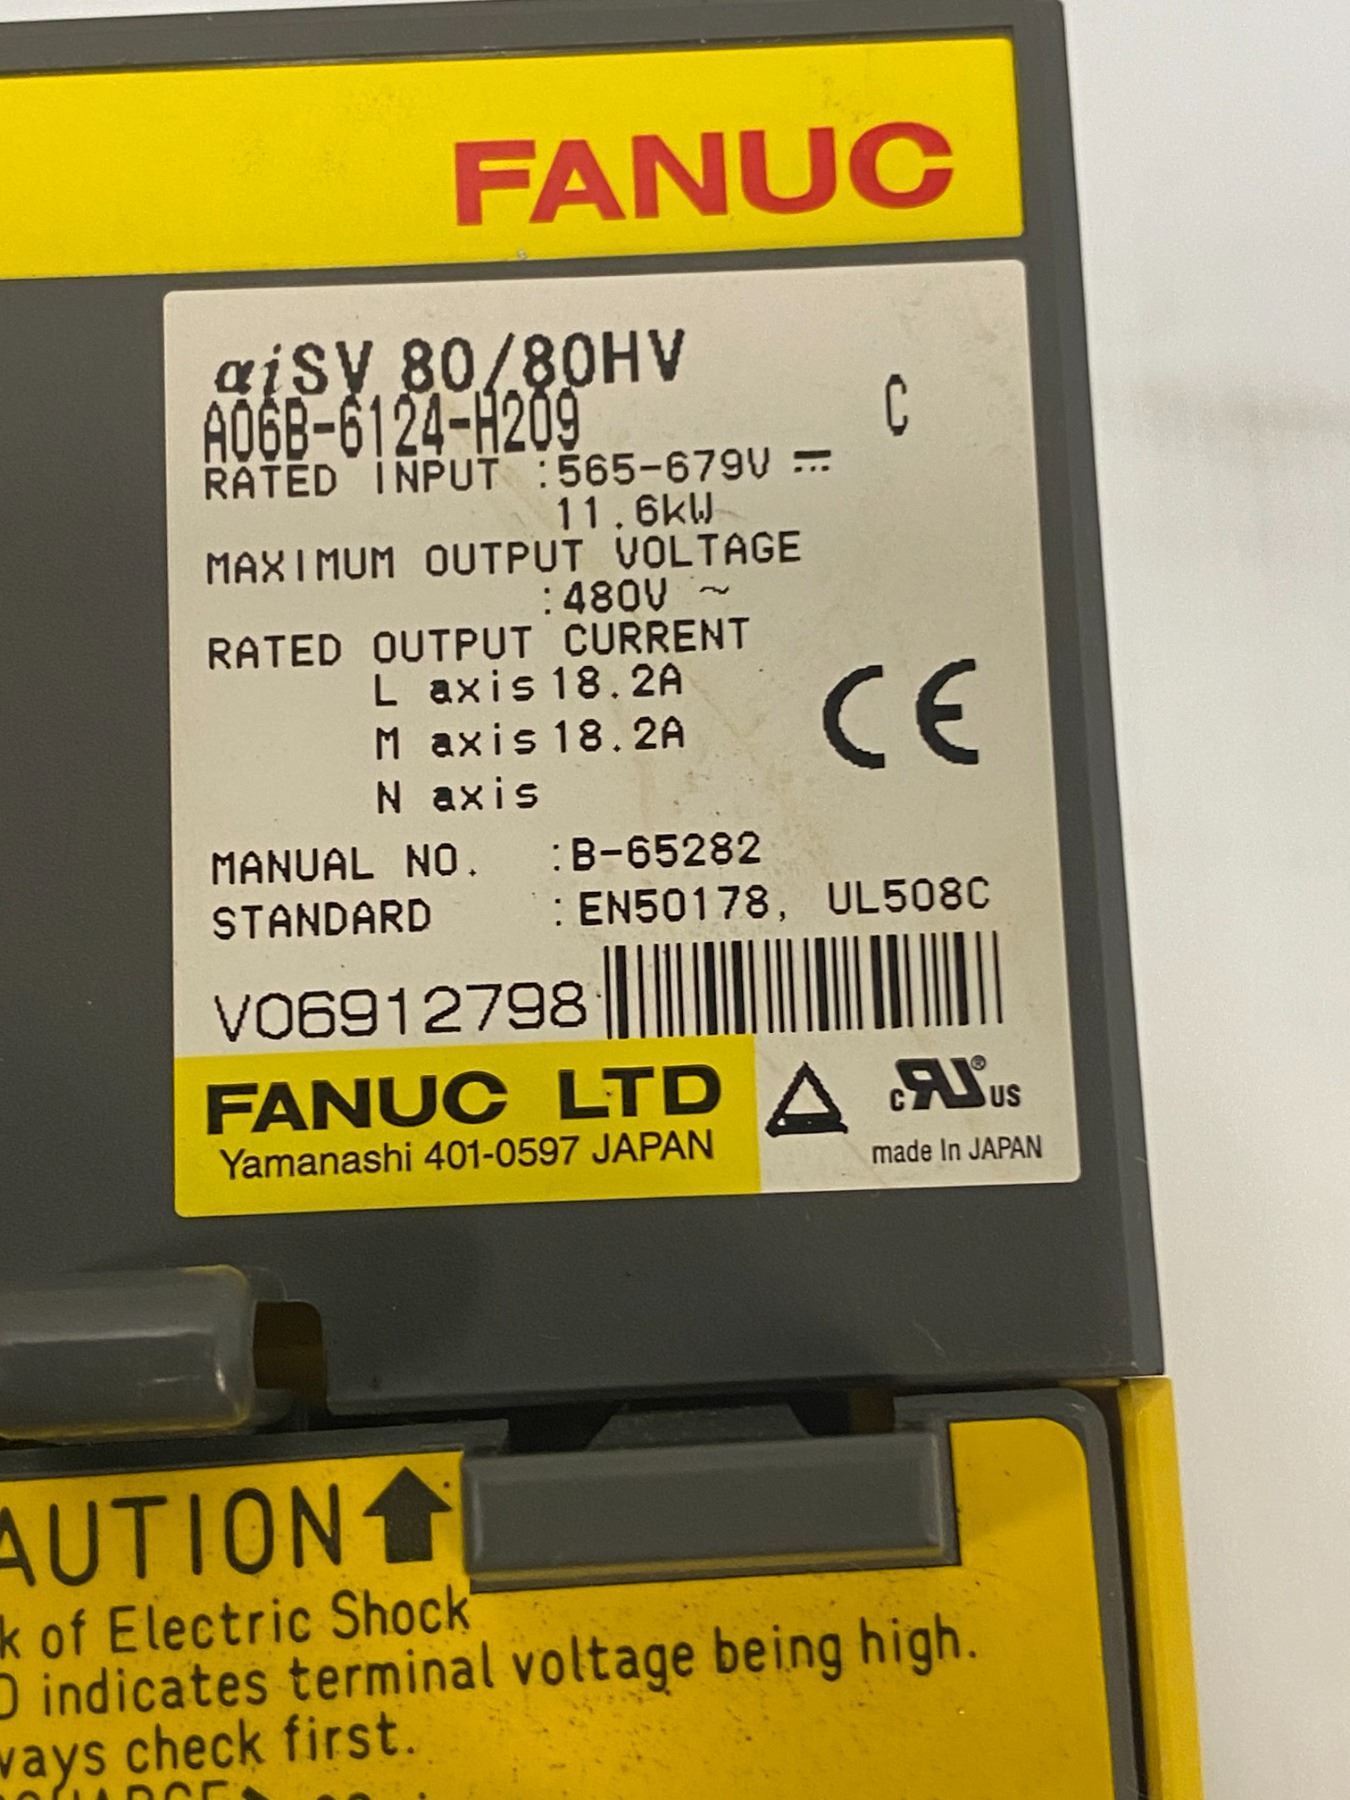 FANUC
αiSV 80/80HV
A06B-6124-H209 C
RATED INPUT :565-679V ⎓
11.6kW
MAXIMUM OUTPUT VOLTAGE
:480V ~
RATED OUTPUT CURRENT
L axis 18.2A
M axis 18.2A
N axis
CE
MANUAL NO. :B-65282
STANDARD :EN50178, UL508C
V06912798
FANUC LTD
Yamanashi 401-0597 JAPAN
c RU ® US
made In JAPAN
AUTION
k of Electric Shock
D indicates terminal voltage being high.
ways check first.